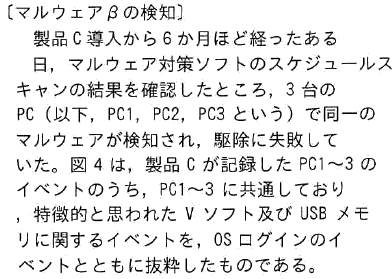 〔マルウェアβの検知〕
製品C導入から6か月ほど経ったある
日，マルウェア対策ソフトのスケジュールス
キャンの結果を確認したところ，3台の
PC（以下，PC1，PC2，PC3という）で同一の
マルウェアが検知され，駆除に失敗して
いた。図4は，製品Cが記録したPC1～3の
イベントのうち，PC1～3に共通しており
，特徴的と思われたVソフト及びUSBメモ
リに関するイベントを，OSログインのイ
ベントとともに抜粋したものである。